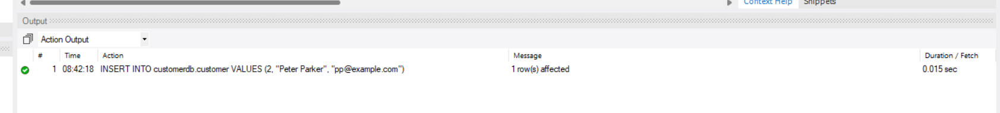 Context Help Snippets
Output
Action Output
# Time Action Message Duration / Fetch
1 08:42:18 INSERT INTO customerdb.customer VALUES (2, "Peter Parker", "pp@example.com") 1 row(s) affected 0.015 sec